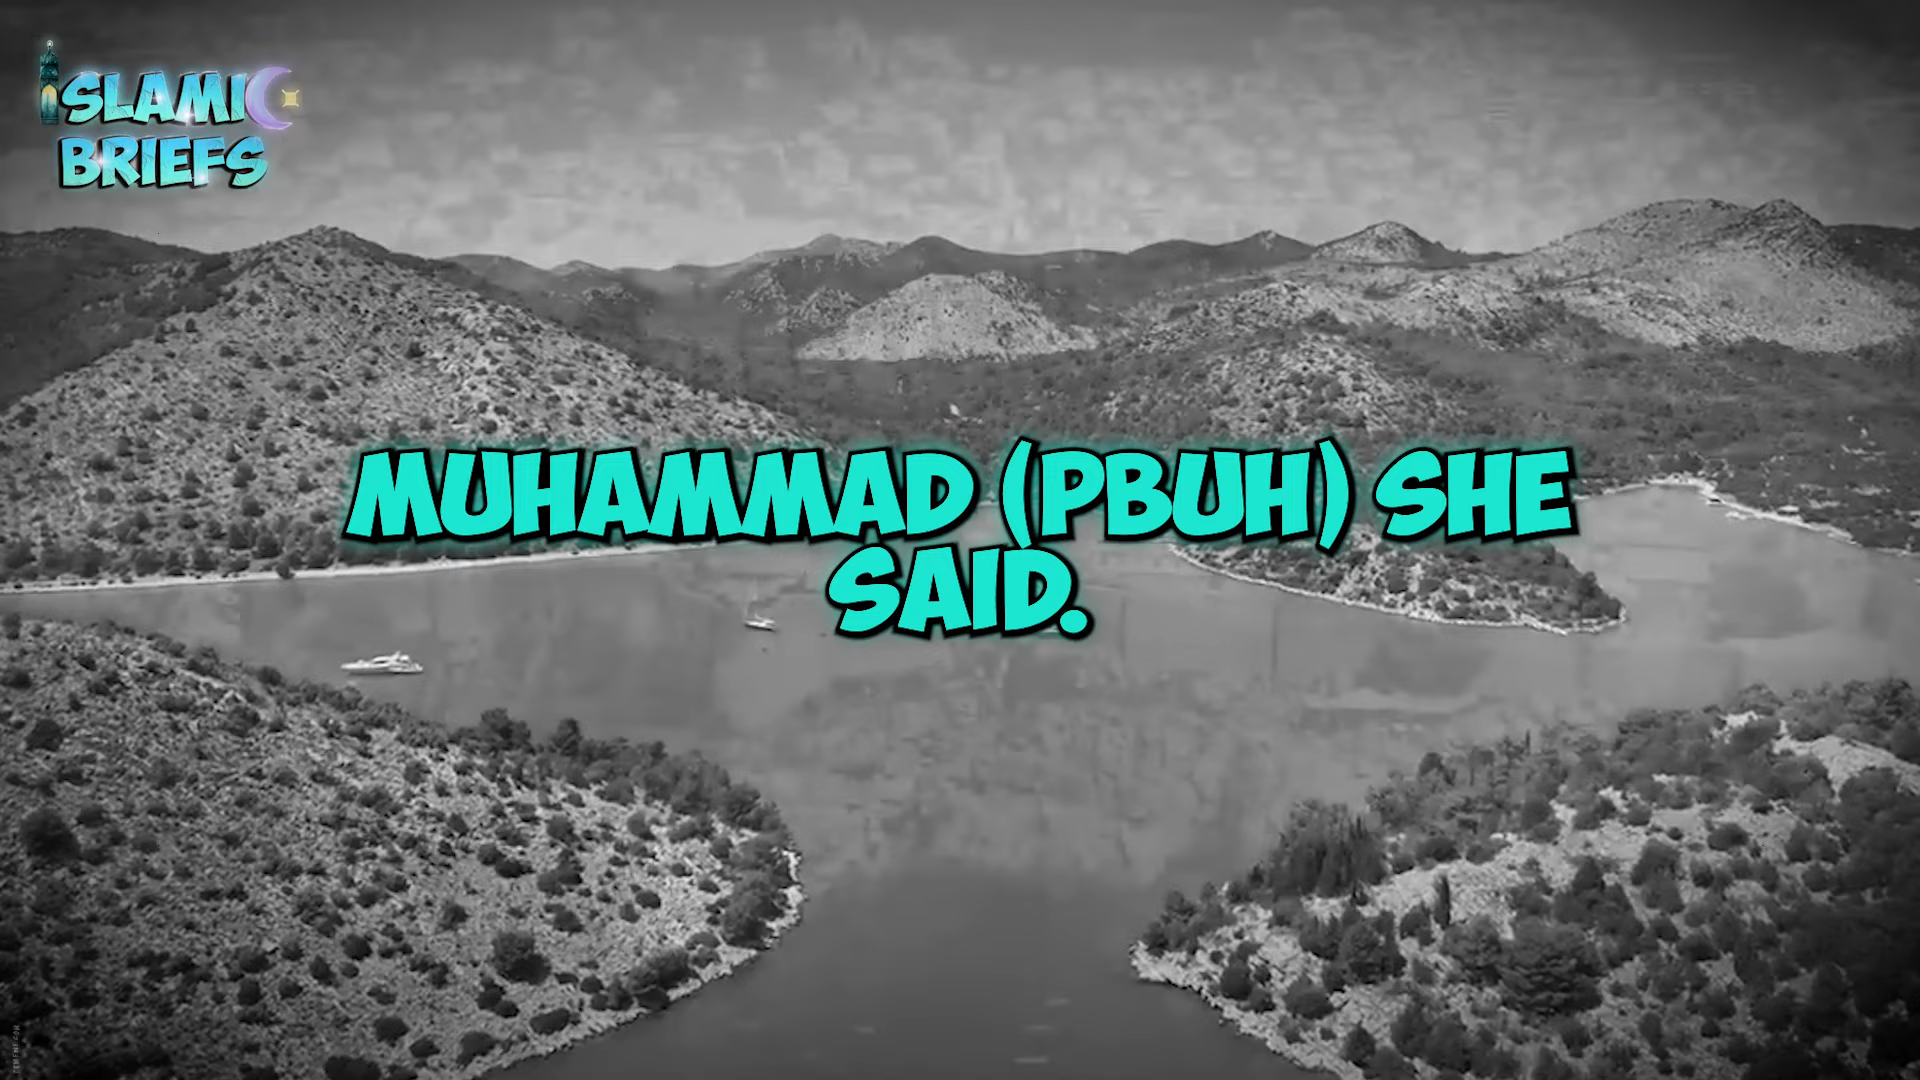 ISLAMIC
BRIEFS
MUHAMMAD (PBUH) SHE
SAID.